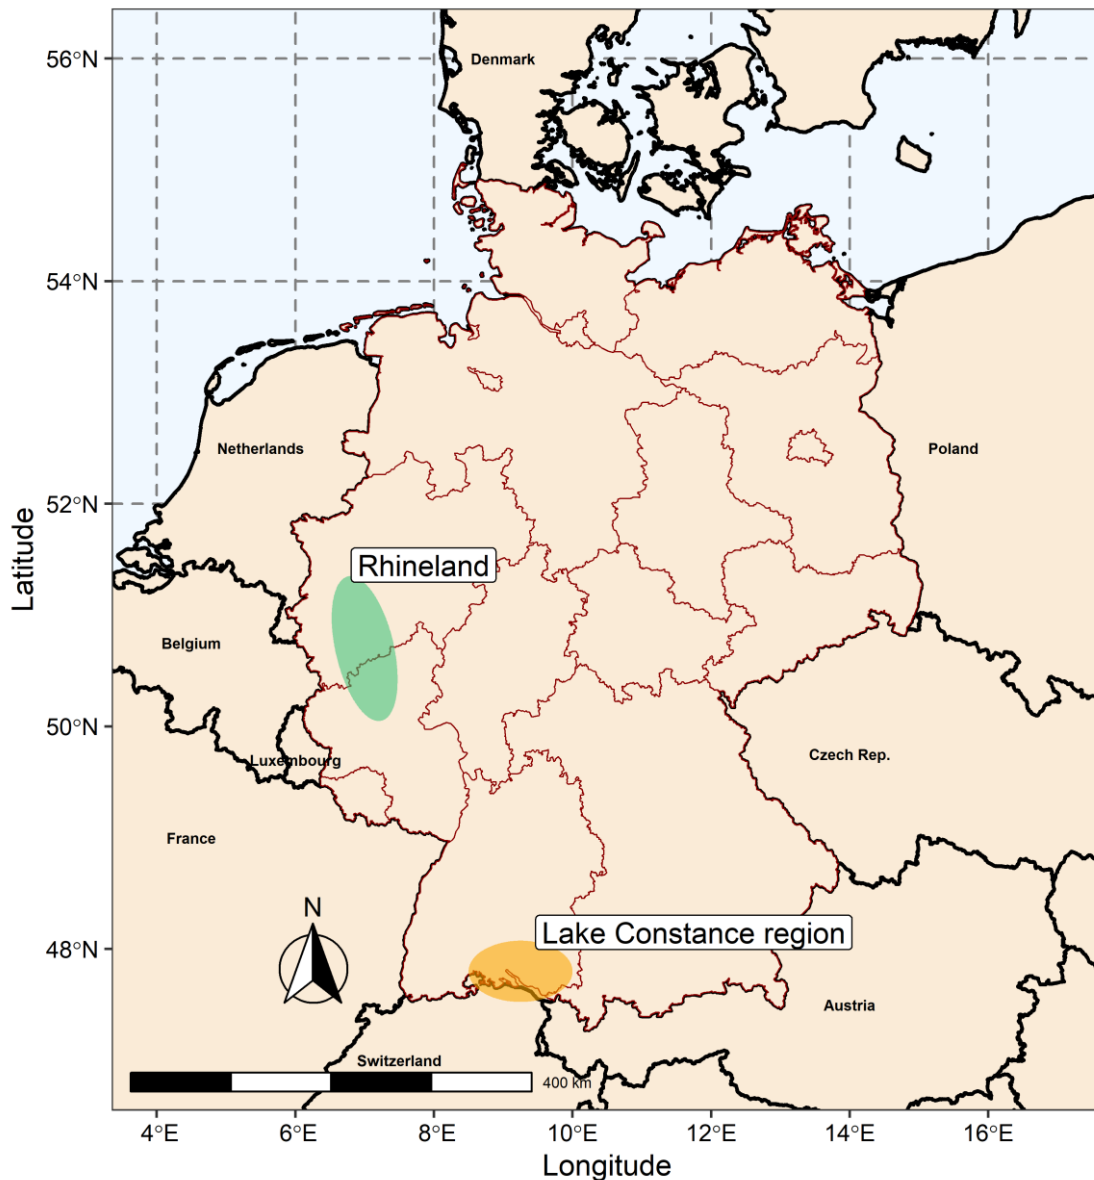 56°N
Denmark
54°N
Netherlands
Poland
52°N
Rhineland
Latitude
Belgium
50°N
Luxembourg
Czech Rep.
France
N
Lake Constance region
48°N
Austria
Switzerland
400 km
4°E 6°E 8°E 10°E 12°E 14°E 16°E
Longitude